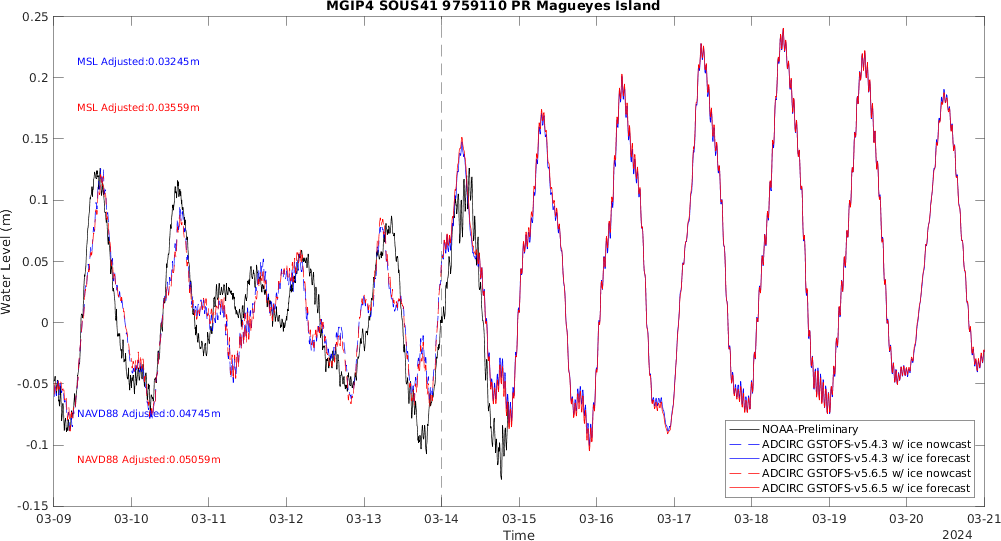 MGIP4 SOUS41 9759110 PR Magueyes Island
0.25
0.2
0.15
0.1
0.05
0
-0.05
-0.1
-0.15
Water Level (m)
MSL Adjusted:0.03245m
MSL Adjusted:0.03559m
NAVD88 Adjusted:0.04745m
NAVD88 Adjusted:0.05059m
NOAA-Preliminary
ADCIRC GSTOFS-v5.4.3 w/ ice nowcast
ADCIRC GSTOFS-v5.4.3 w/ ice forecast
ADCIRC GSTOFS-v5.6.5 w/ ice nowcast
ADCIRC GSTOFS-v5.6.5 w/ ice forecast
03-09 03-10 03-11 03-12 03-13 03-14 03-15 03-16 03-17 03-18 03-19 03-20 03-21
Time
2024